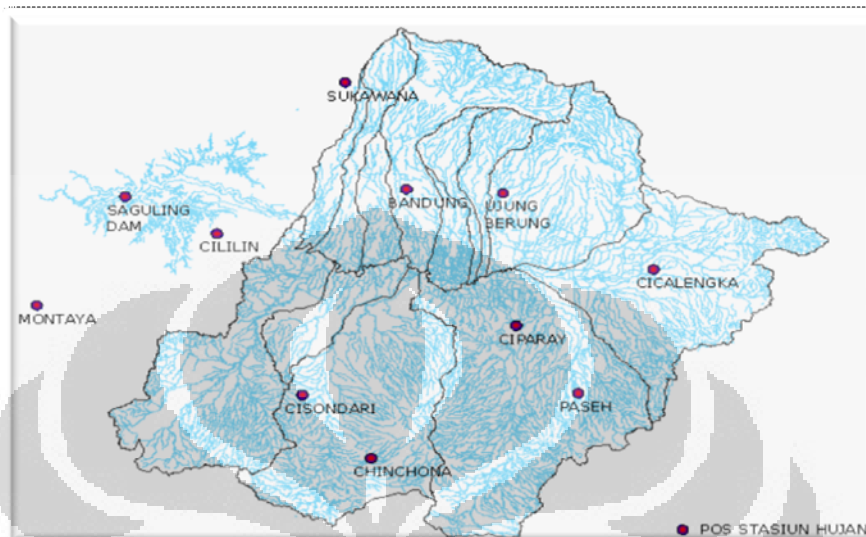 SUKAWANA
SAGULING
DAM
BANDUNG
UJUNG
BERUNG
CILILIN
CICALENGKA
MONTAYA
CIPARAY
CISONDARI
PASEH
CHINCHONA
POS STASIUN HUJAN